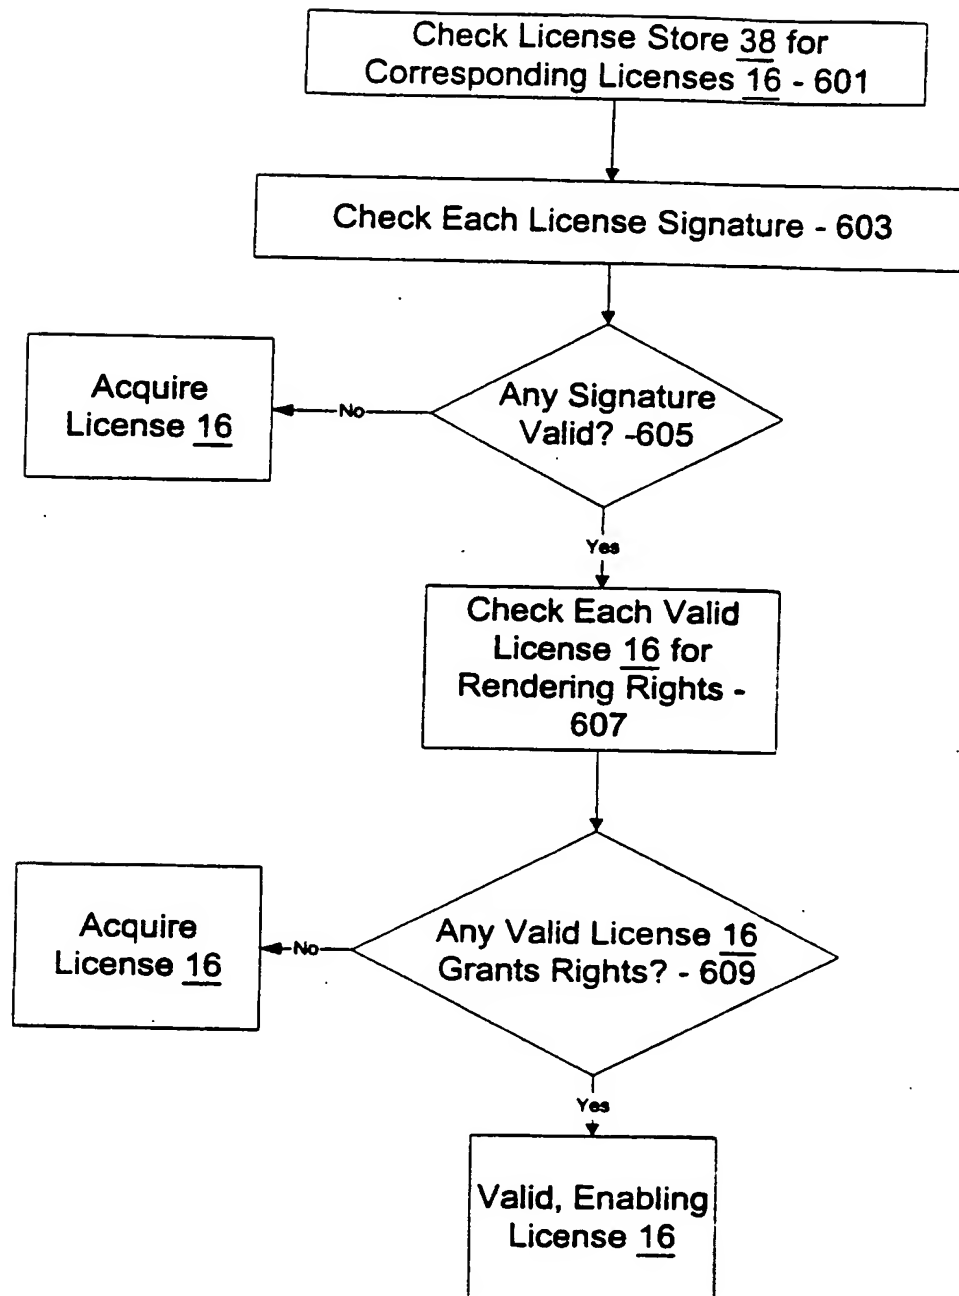 Check License Store 38 for
Corresponding Licenses 16 - 601
Check Each License Signature - 603
Any Signature
Valid? -605
No
Acquire
License 16
Yes
Check Each Valid
License 16 for
Rendering Rights -
607
Any Valid License 16
Grants Rights? - 609
No
Acquire
License 16
Yes
Valid, Enabling
License 16